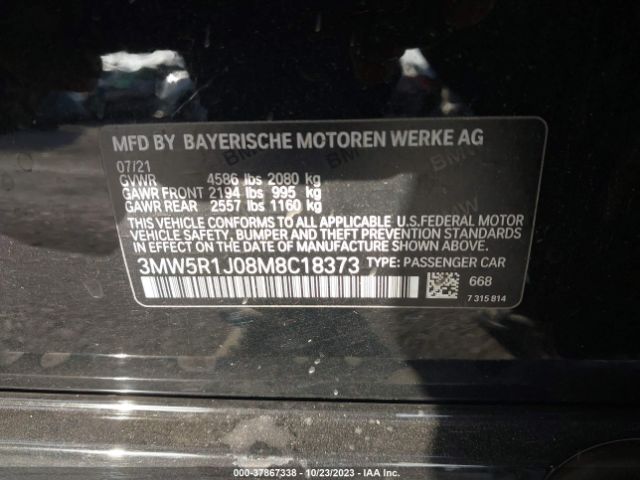 MFD BY BAYERISCHE MOTOREN WERKE AG
07/21
GVWR 4586 lbs 2080 kg
GAWR FRONT 2194 lbs 995 kg
GAWR REAR 2557 lbs 1160 kg
THIS VEHICLE CONFORMS TO ALL APPLICABLE U.S.FEDERAL MOTOR
VEHICLE SAFETY, BUMPER, AND THEFT PREVENTION STANDARDS
IN EFFECT ON THE DATE OF MANUFACTURE SHOWN ABOVE.
3MW5R1J08M8C18373 TYPE: PASSENGER CAR
668
7 315 814
000-37867338 - 10/23/2023 - IAA Inc.